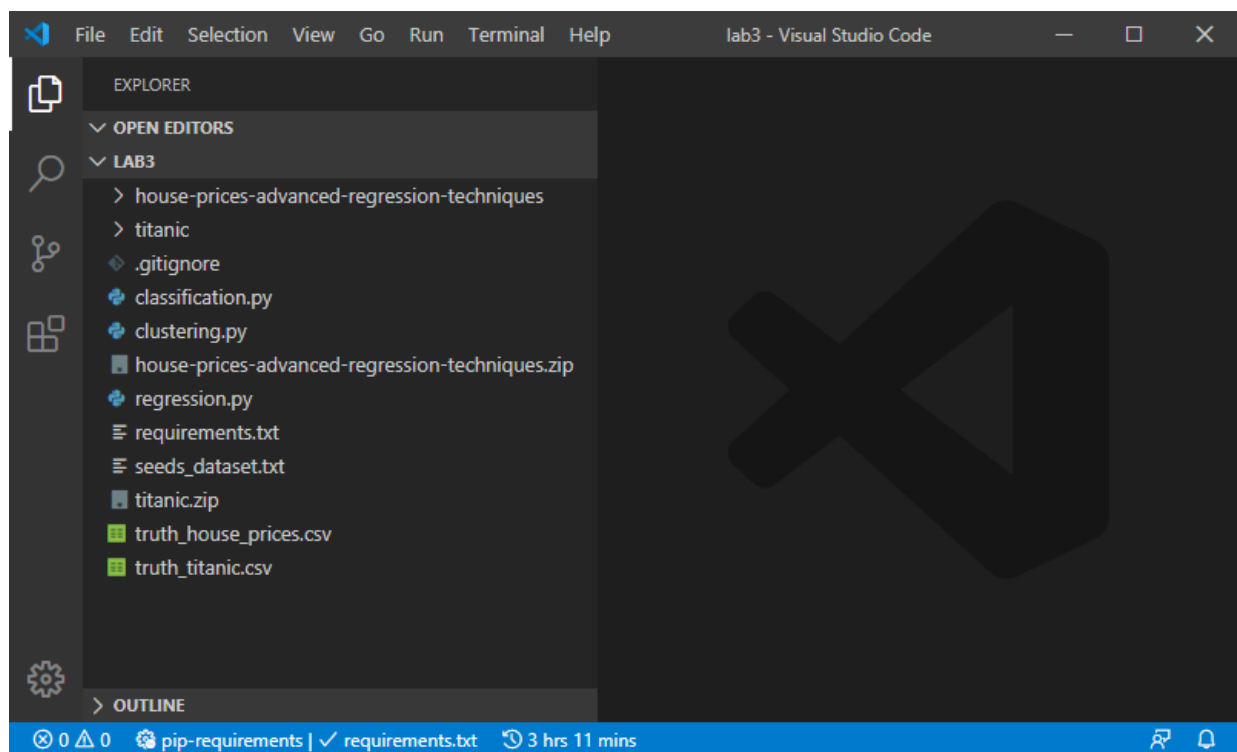 File Edit Selection View Go Run Terminal Help lab3 - Visual Studio Code
EXPLORER
OPEN EDITORS
LAB3
house-prices-advanced-regression-techniques
titanic
.gitignore
classification.py
clustering.py
house-prices-advanced-regression-techniques.zip
regression.py
requirements.txt
seeds_dataset.txt
titanic.zip
truth_house_prices.csv
truth_titanic.csv
OUTLINE
0 0 pip-requirements | ✓ requirements.txt 3 hrs 11 mins